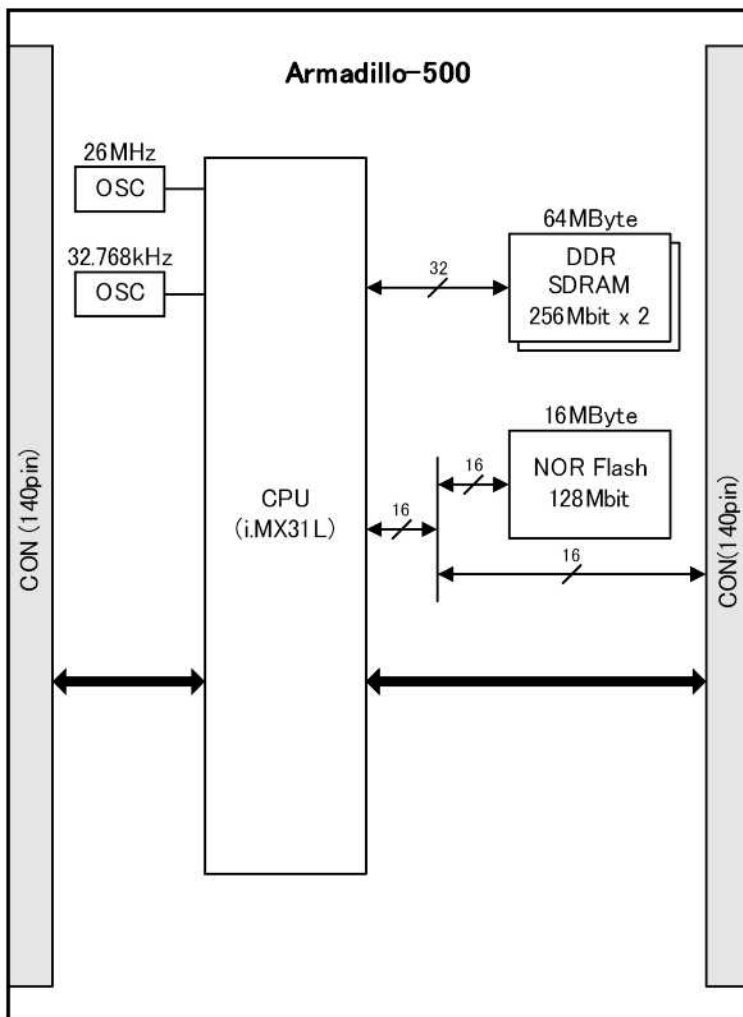 Armadillo-500
26MHz
OSC
32.768kHz
OSC
CPU
(i.MX31L)
32
64MByte
DDR
SDRAM
256Mbit x 2
16MByte
NOR Flash
128Mbit
16
16
16
CON (140pin)
CON(140pin)